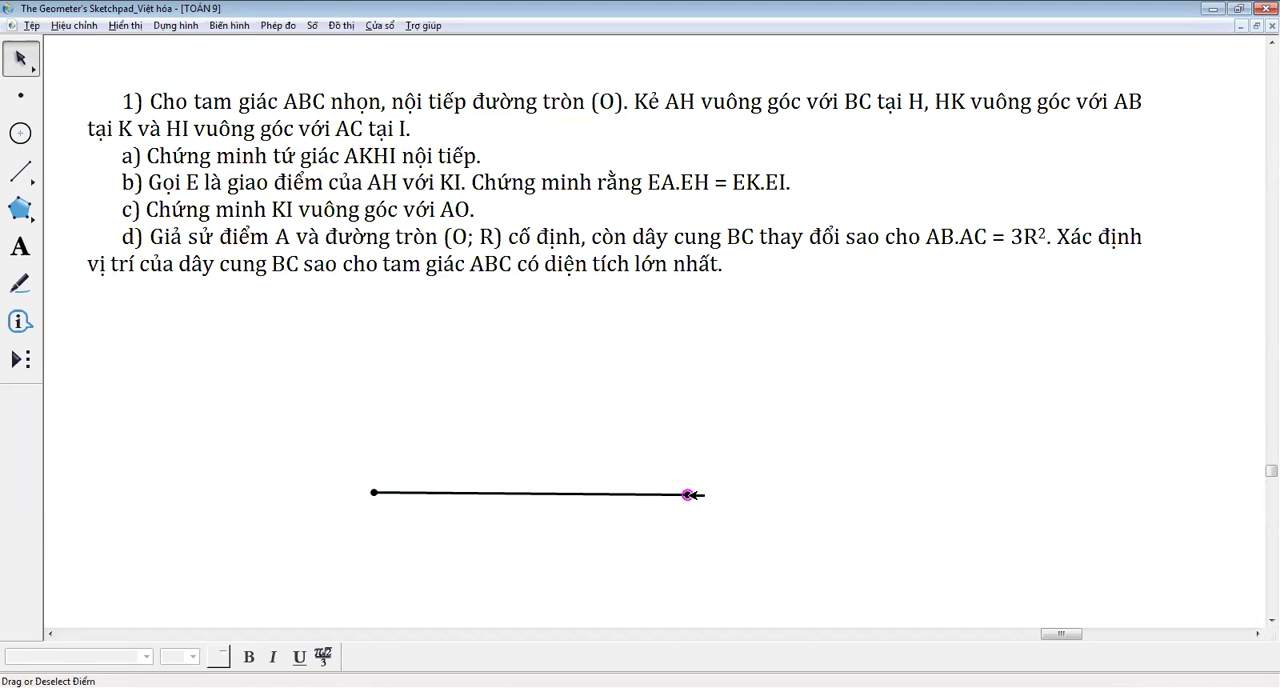 The Geometer's Sketchpad_Việt hóa - [TOÁN 9]
Tệp Hiệu chỉnh Hiển thị Dựng hình Biến hình Phép đo Số Đồ thị Cửa sổ Trợ giúp
1) Cho tam giác ABC nhọn, nội tiếp đường tròn (O). Kẻ AH vuông góc với BC tại H, HK vuông góc với AB
tại K và HI vuông góc với AC tại I.
a) Chứng minh tứ giác AKHI nội tiếp.
b) Gọi E là giao điểm của AH với KI. Chứng minh rằng EA.EH = EK.EI.
c) Chứng minh KI vuông góc với AO.
d) Giả sử điểm A và đường tròn (O; R) cố định, còn dây cung BC thay đổi sao cho AB.AC = 3R². Xác định
vị trí của dây cung BC sao cho tam giác ABC có diện tích lớn nhất.
A
B I U
Drag or Deselect Điểm